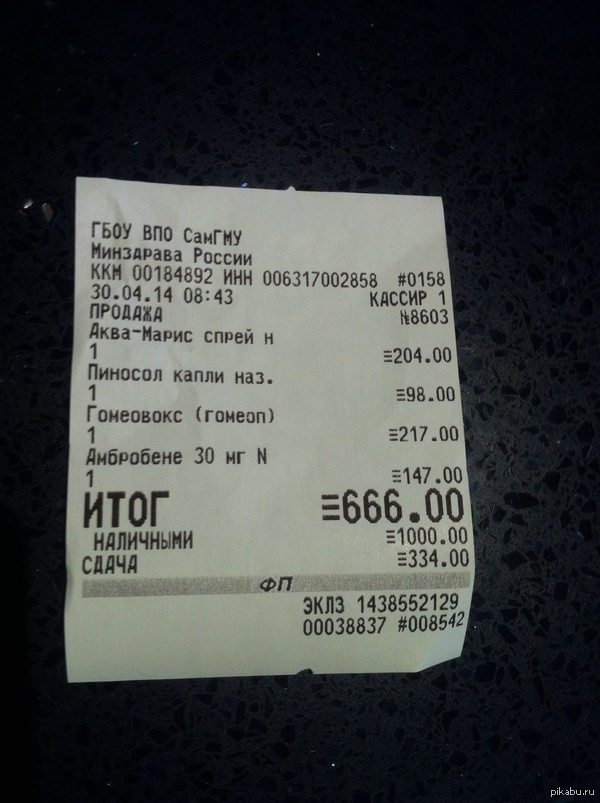 ГБОУ ВПО СамГМУ
Минздрава России
ККМ 00184892 ИНН 006317002858 #0158
30.04.14 08:43 КАССИР 1
ПРОДАЖА №8603
Аква-Марис спрей н
1 ≡204.00
Пиносол капли наз.
1 ≡98.00
Гомеовокс (гомеоп)
1 ≡217.00
Амбробене 30 мг N
1 ≡147.00
ИТОГ ≡666.00
НАЛИЧНЫМИ ≡1000.00
СДАЧА ≡334.00
ФП
ЭКЛЗ 1438552129
00038837 #008542
pikabu.ru